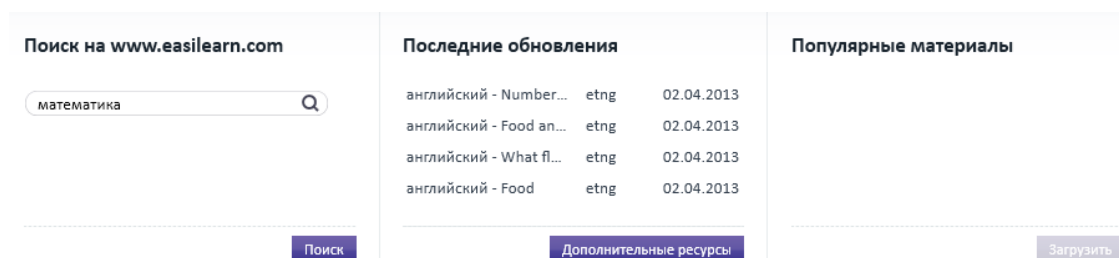 Поиск на www.easilearn.com
математика
Поиск
Последние обновления
английский - Number... etng 02.04.2013
английский - Food an... etng 02.04.2013
английский - What fl... etng 02.04.2013
английский - Food etng 02.04.2013
Дополнительные ресурсы
Популярные материалы
Загрузить